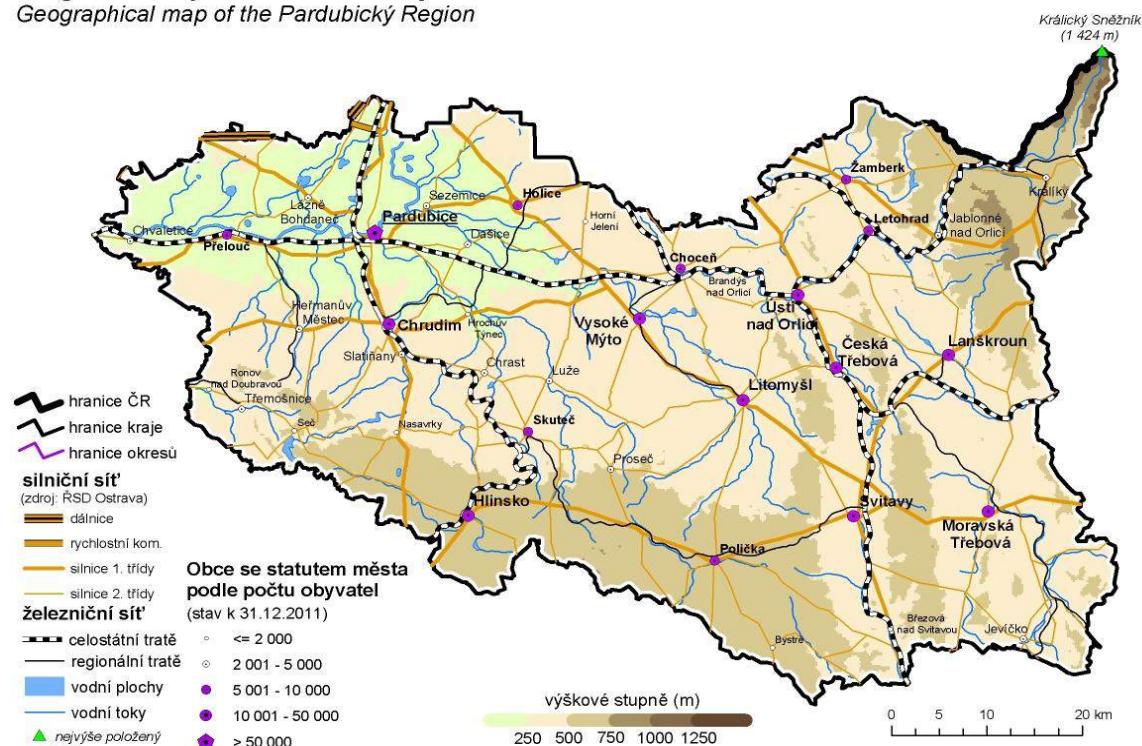 Geographical map of the Pardubický Region
Králický Sněžník
(1 424 m)
Žamberk
Králíky
Holice
Sezemice
Lázně
Bohdaneč
Horní
Jelení
Letohrad
Jablonné
nad Orlicí
Pardubice
Chvaletice
Přelouč
Dašice
Choceň
Brandýs
nad Orlicí
Ústí
nad Orlicí
Heřmanův
Městec
Chrudim
Hrochův
Týnec
Vysoké
Mýto
Česká
Třebová
Lanškroun
Slatiňany
Chrast
Luže
Litomyšl
Ronov
nad Doubravou
Třemošnice
Seč
Nasavrky
Skuteč
Proseč
Hlinsko
Svitavy
Moravská
Třebová
Polička
Březová
nad Svitavou
Jevíčko
Bystré
hranice ČR
hranice kraje
hranice okresů
silniční síť
(zdroj: ŘSD Ostrava)
dálnice
rychlostní kom.
silnice 1. třídy
silnice 2. třídy
železniční síť
celostátní tratě
regionální tratě
vodní plochy
vodní toky
nejvýše položený
Obce se statutem města
podle počtu obyvatel
(stav k 31.12.2011)
<= 2 000
2 001 - 5 000
5 001 - 10 000
10 001 - 50 000
> 50 000
výškové stupně (m)
250 500 750 1000 1250
0 5 10 20 km